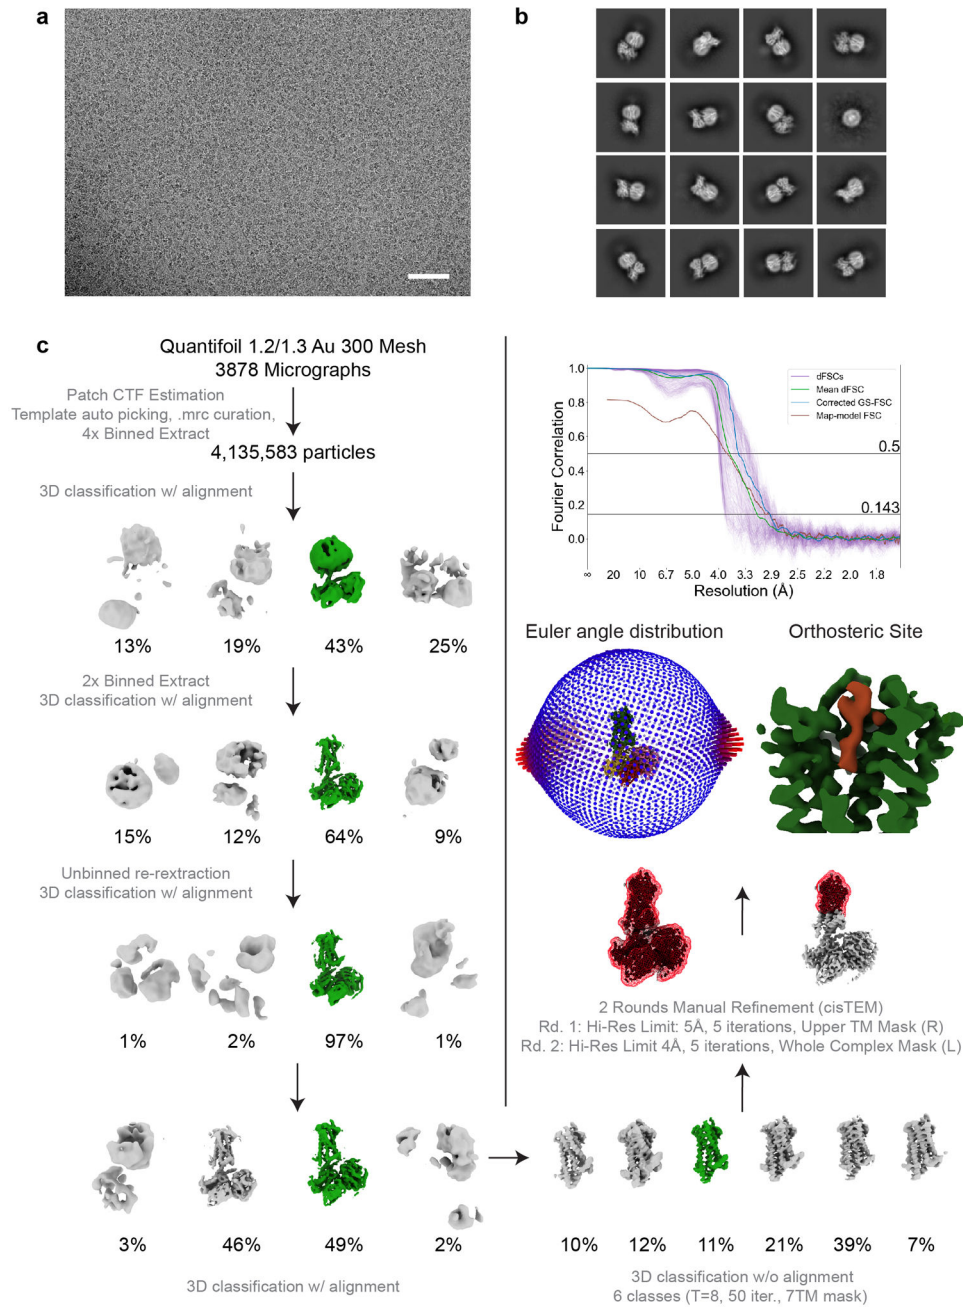 a
b
c
Quantifoil 1.2/1.3 Au 300 Mesh
3878 Micrographs
Patch CTF Estimation
Template auto picking, .mrc curation,
4x Binned Extract
4,135,583 particles
3D classification w/ alignment
13%
19%
43%
25%
2x Binned Extract
3D classification w/ alignment
15%
12%
64%
9%
Unbinned re-rextraction
3D classification w/ alignment
1%
2%
97%
1%
3%
46%
49%
2%
3D classification w/ alignment
1.0
0.8
0.6
0.4
0.2
0.0
Fourier Correlation
dFSCs
Mean dFSC
Corrected GS-FSC
Map-model FSC
0.5
0.143
∞ 20 10 6.7 5.0 4.0 3.3 2.9 2.5 2.2 2.0 1.8
Resolution (Å)
Euler angle distribution
Orthosteric Site
2 Rounds Manual Refinement (cisTEM)
Rd. 1: Hi-Res Limit: 5Å, 5 iterations, Upper TM Mask (R)
Rd. 2: Hi-Res Limit 4Å, 5 iterations, Whole Complex Mask (L)
10%
12%
11%
21%
39%
7%
3D classification w/o alignment
6 classes (T=8, 50 iter., 7TM mask)